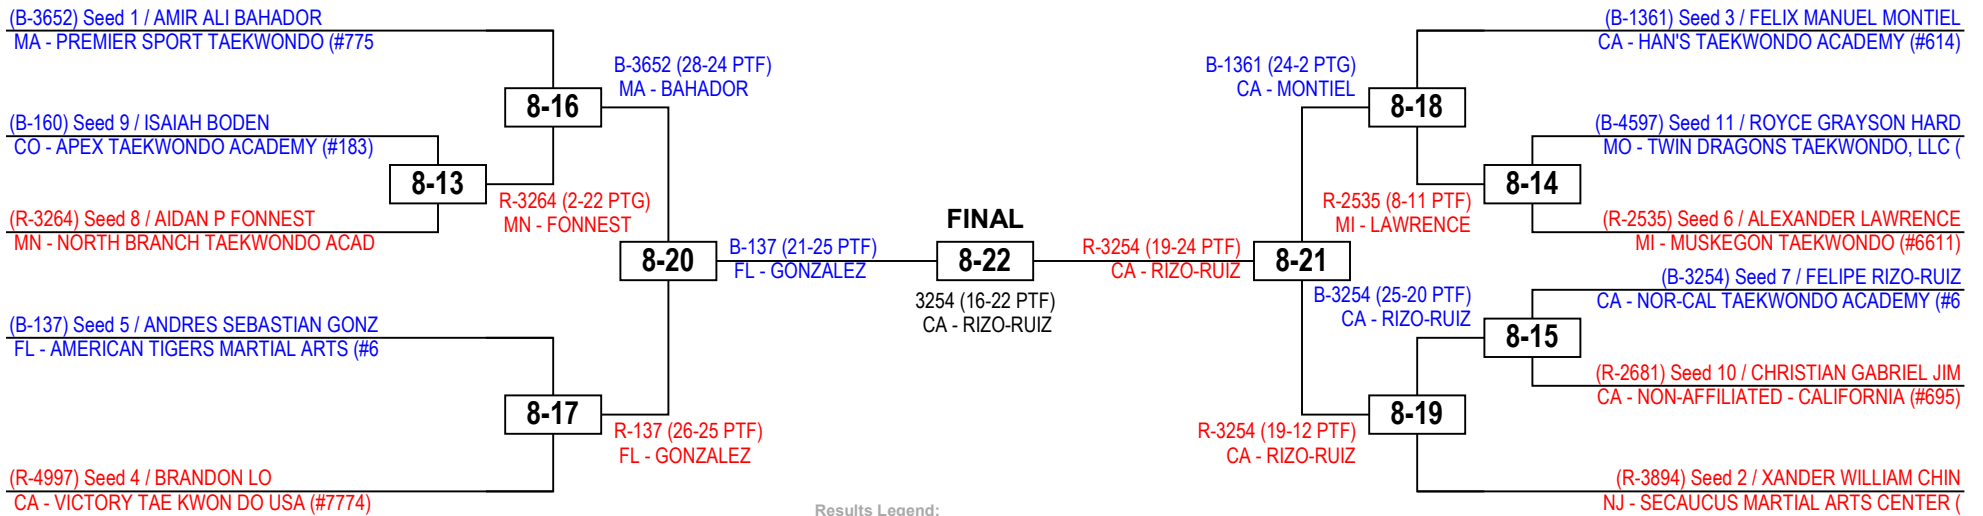 (B-3652) Seed 1 / AMIR ALI BAHADOR
MA - PREMIER SPORT TAEKWONDO (#775
B-3652 (28-24 PTF)
MA - BAHADOR
8-16
(B-160) Seed 9 / ISAIAH BODEN
CO - APEX TAEKWONDO ACADEMY (#183)
8-13
(R-3264) Seed 8 / AIDAN P FONNEST
MN - NORTH BRANCH TAEKWONDO ACAD
R-3264 (2-22 PTG)
MN - FONNEST
8-20
B-137 (21-25 PTF)
FL - GONZALEZ
(B-137) Seed 5 / ANDRES SEBASTIAN GONZ
FL - AMERICAN TIGERS MARTIAL ARTS (#6
8-17
R-137 (26-25 PTF)
FL - GONZALEZ
(R-4997) Seed 4 / BRANDON LO
CA - VICTORY TAE KWON DO USA (#7774)
FINAL
8-22
3254 (16-22 PTF)
CA - RIZO-RUIZ
(B-1361) Seed 3 / FELIX MANUEL MONTIEL
CA - HAN'S TAEKWONDO ACADEMY (#614)
B-1361 (24-2 PTG)
CA - MONTIEL
8-18
(B-4597) Seed 11 / ROYCE GRAYSON HARD
MO - TWIN DRAGONS TAEKWONDO, LLC (
8-14
R-2535 (8-11 PTF)
MI - LAWRENCE
(R-2535) Seed 6 / ALEXANDER LAWRENCE
MI - MUSKEGON TAEKWONDO (#6611)
R-3254 (19-24 PTF)
CA - RIZO-RUIZ
8-21
(B-3254) Seed 7 / FELIPE RIZO-RUIZ
CA - NOR-CAL TAEKWONDO ACADEMY (#6
B-3254 (25-20 PTF)
CA - RIZO-RUIZ
8-15
(R-2681) Seed 10 / CHRISTIAN GABRIEL JIM
CA - NON-AFFILIATED - CALIFORNIA (#695)
8-19
R-3254 (19-12 PTF)
CA - RIZO-RUIZ
(R-3894) Seed 2 / XANDER WILLIAM CHIN
NJ - SECAUCUS MARTIAL ARTS CENTER (
Results Legend: